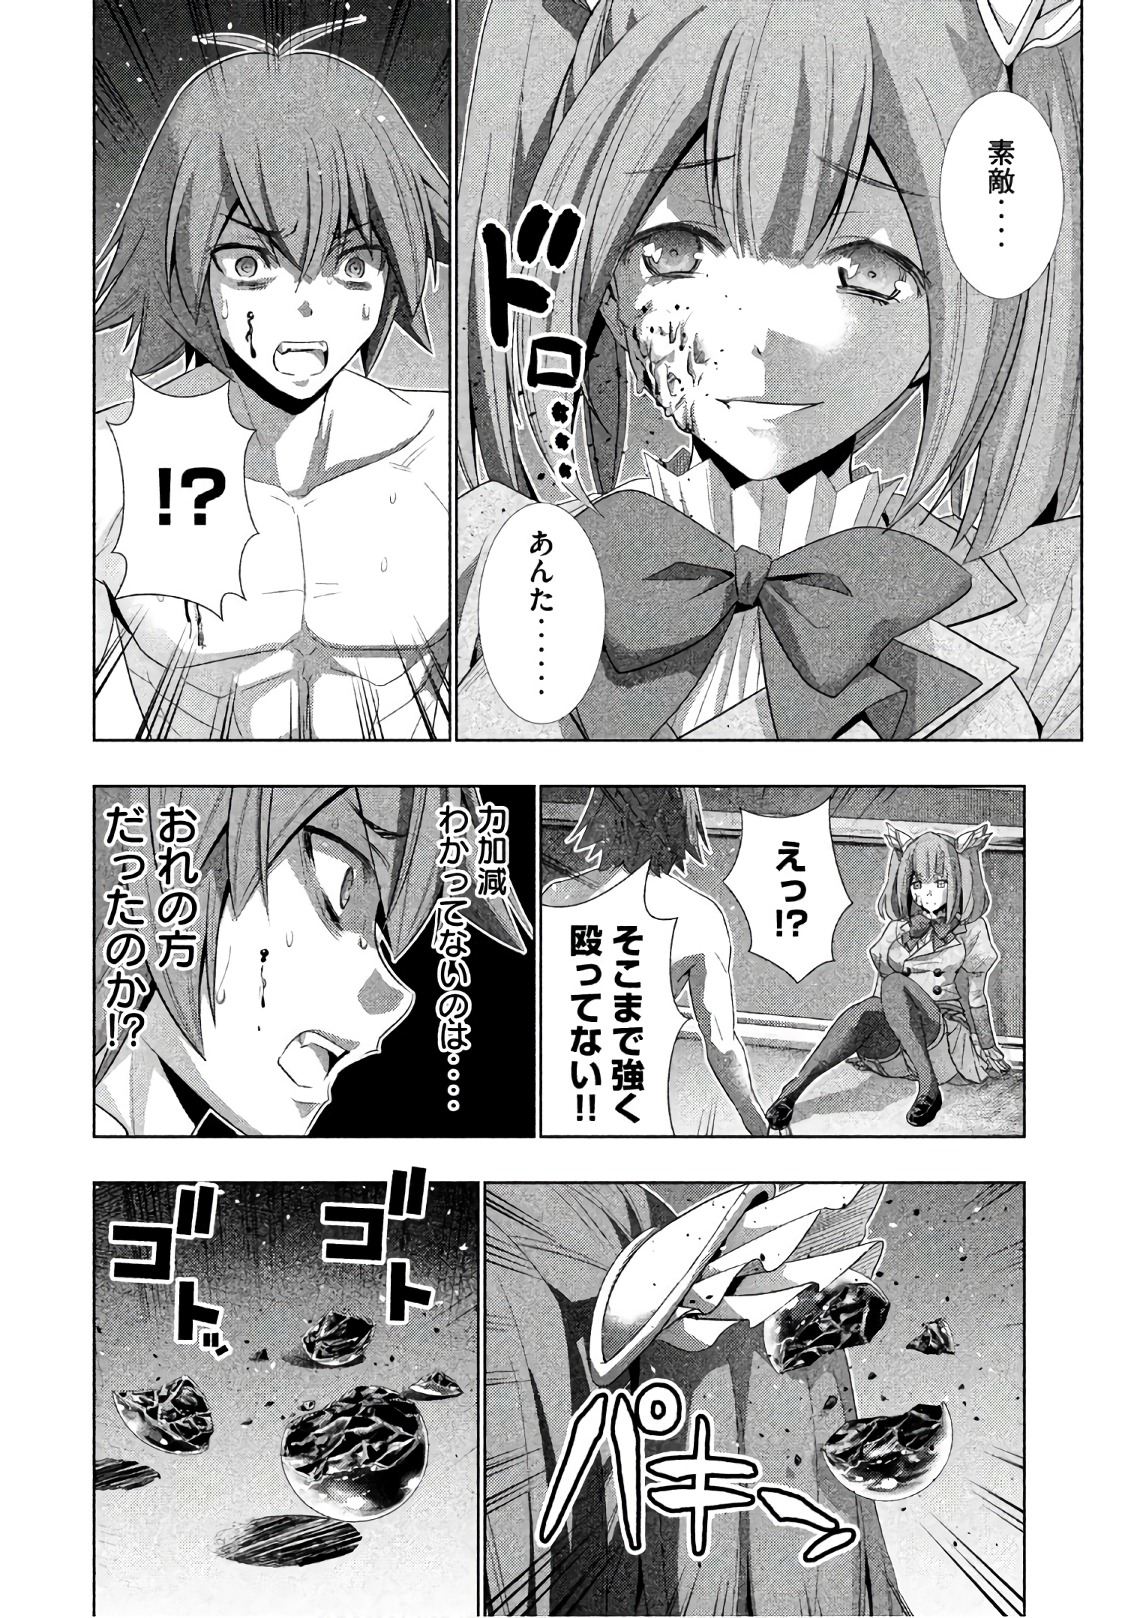 素敵‥‥
ドロ‥‥
あんた‥‥‥
!?
えっ!?
そこまで強く
殴ってない!!
力加減
わかってないのは‥‥
おれの方
だったのか!?
パキーッ
ゴト
ゴトッ